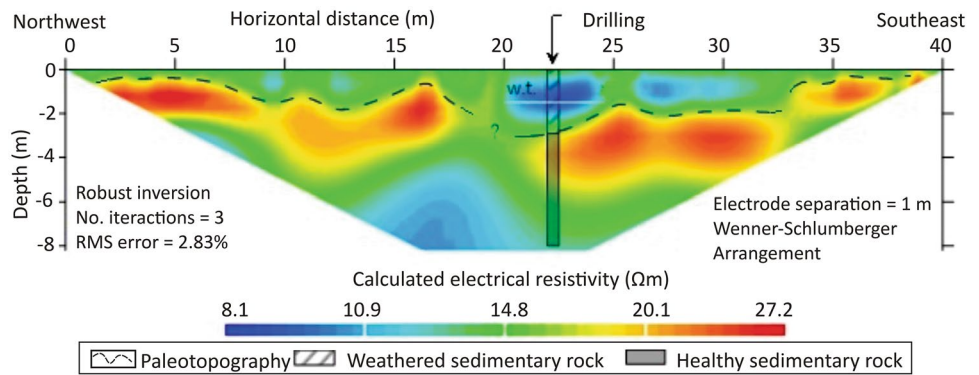 Northwest
Horizontal distance (m)
Drilling
Southeast
0 5 10 15 20 25 30 35 40
0
-2
-4
-6
-8
Depth (m)
w.t.
?
Robust inversion
No. iteractions = 3
RMS error = 2.83%
Electrode separation = 1 m
Wenner-Schlumberger
Arrangement
Calculated electrical resistivity (Ωm)
8.1 10.9 14.8 20.1 27.2
Paleotopography Weathered sedimentary rock Healthy sedimentary rock